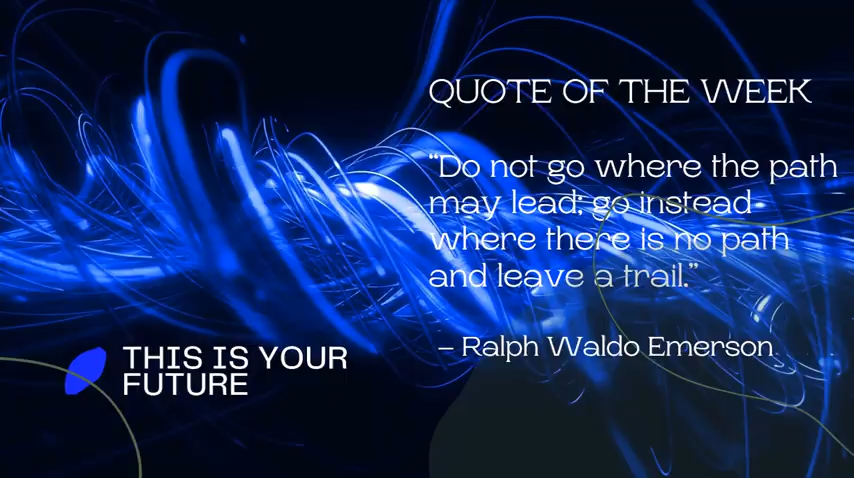 QUOTE OF THE WEEK
“Do not go where the path
may lead; go instead
where there is no path
and leave a trail.”
– Ralph Waldo Emerson
THIS IS YOUR
FUTURE